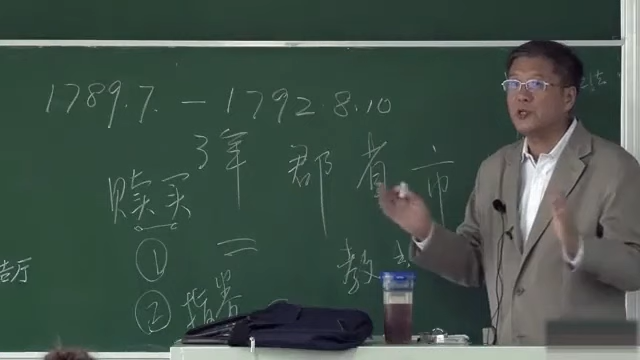 1789.7. — 1792.8.10
3年 郡 省 市
赎买
① 二 教
② 指券